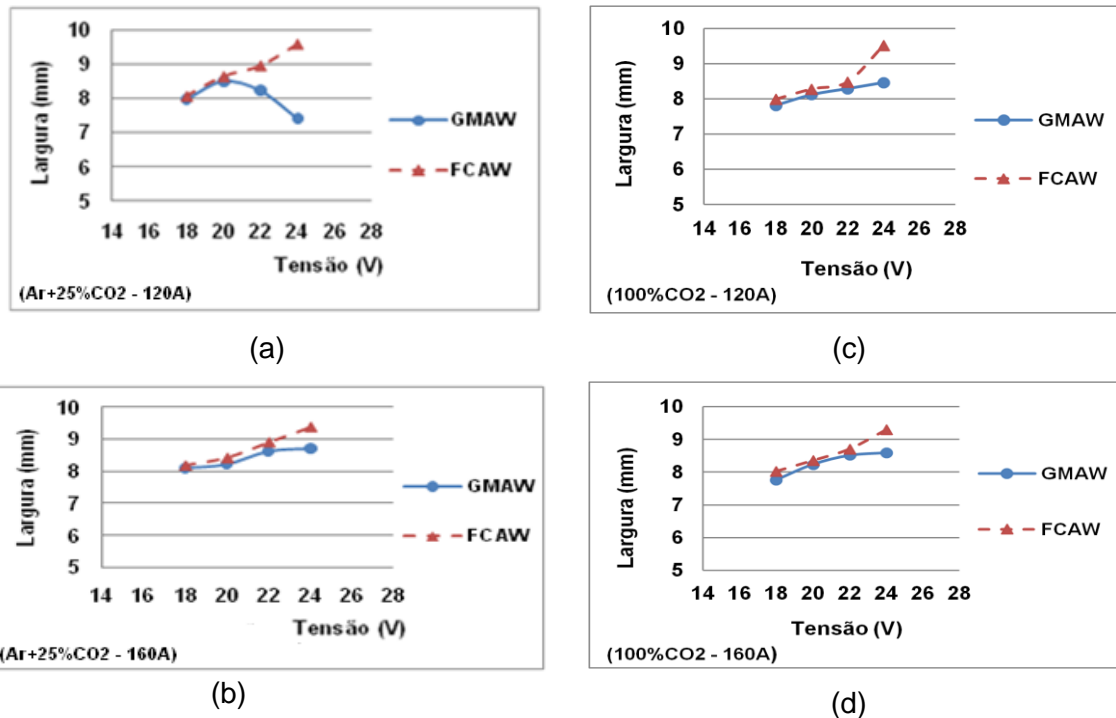 10
9
8
7
6
5
Largura (mm)
14 16 18 20 22 24 26 28
Tensão (V)
GMAW
FCAW
(Ar+25%CO2 - 120A)
(a)
10
9
8
7
6
5
Largura (mm)
14 16 18 20 22 24 26 28
Tensão (V)
GMAW
FCAW
(100%CO2 - 120A)
(c)
10
9
8
7
6
5
Largura (mm)
14 16 18 20 22 24 26 28
Tensão (V)
GMAW
FCAW
(Ar+25%CO2 - 160A)
(b)
10
9
8
7
6
5
Largura (mm)
14 16 18 20 22 24 26 28
Tensão (V)
GMAW
FCAW
(100%CO2 - 160A)
(d)